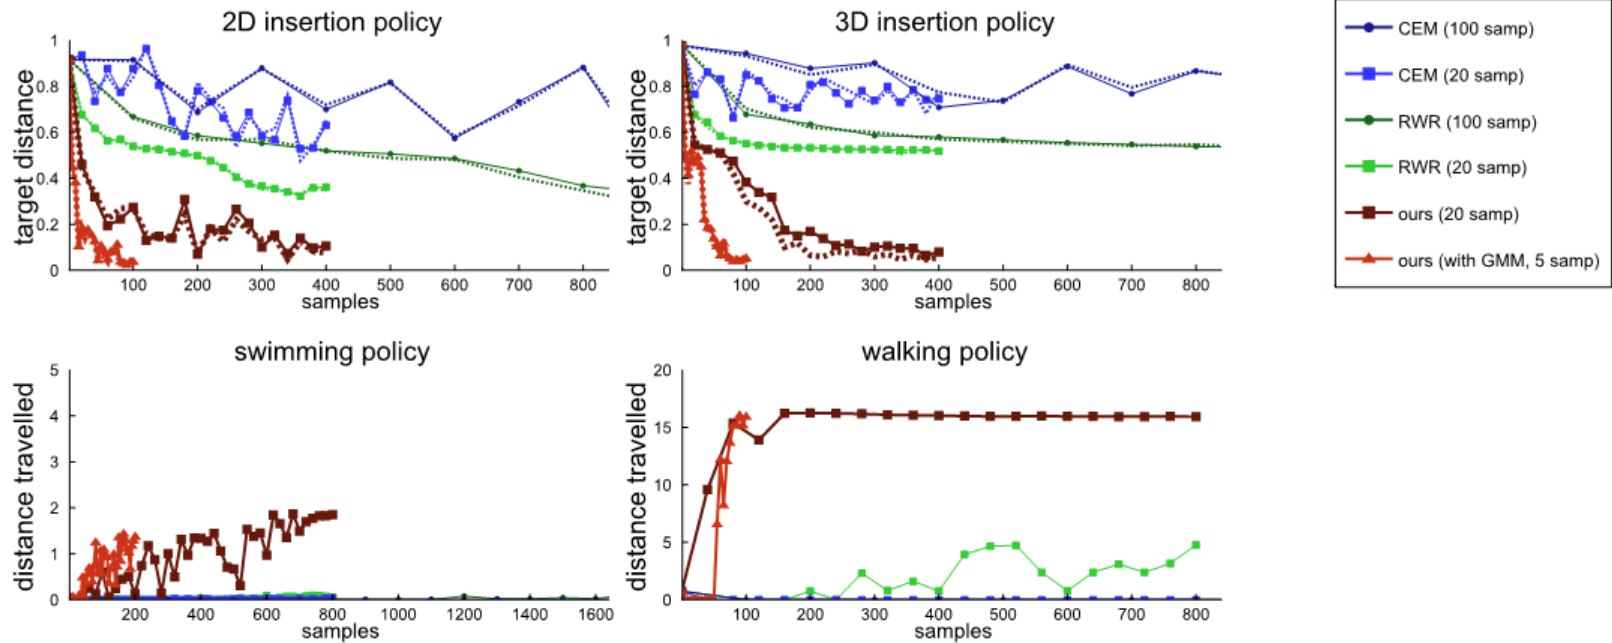 2D insertion policy
target distance
1
0.8
0.6
0.4
0.2
0
100 200 300 400 500 600 700 800
samples
3D insertion policy
target distance
1
0.8
0.6
0.4
0.2
0
100 200 300 400 500 600 700 800
samples
CEM (100 samp)
CEM (20 samp)
RWR (100 samp)
RWR (20 samp)
ours (20 samp)
ours (with GMM, 5 samp)
swimming policy
distance travelled
5
4
3
2
1
0
200 400 600 800 1000 1200 1400 1600
samples
walking policy
distance travelled
20
15
10
5
0
100 200 300 400 500 600 700 800
samples